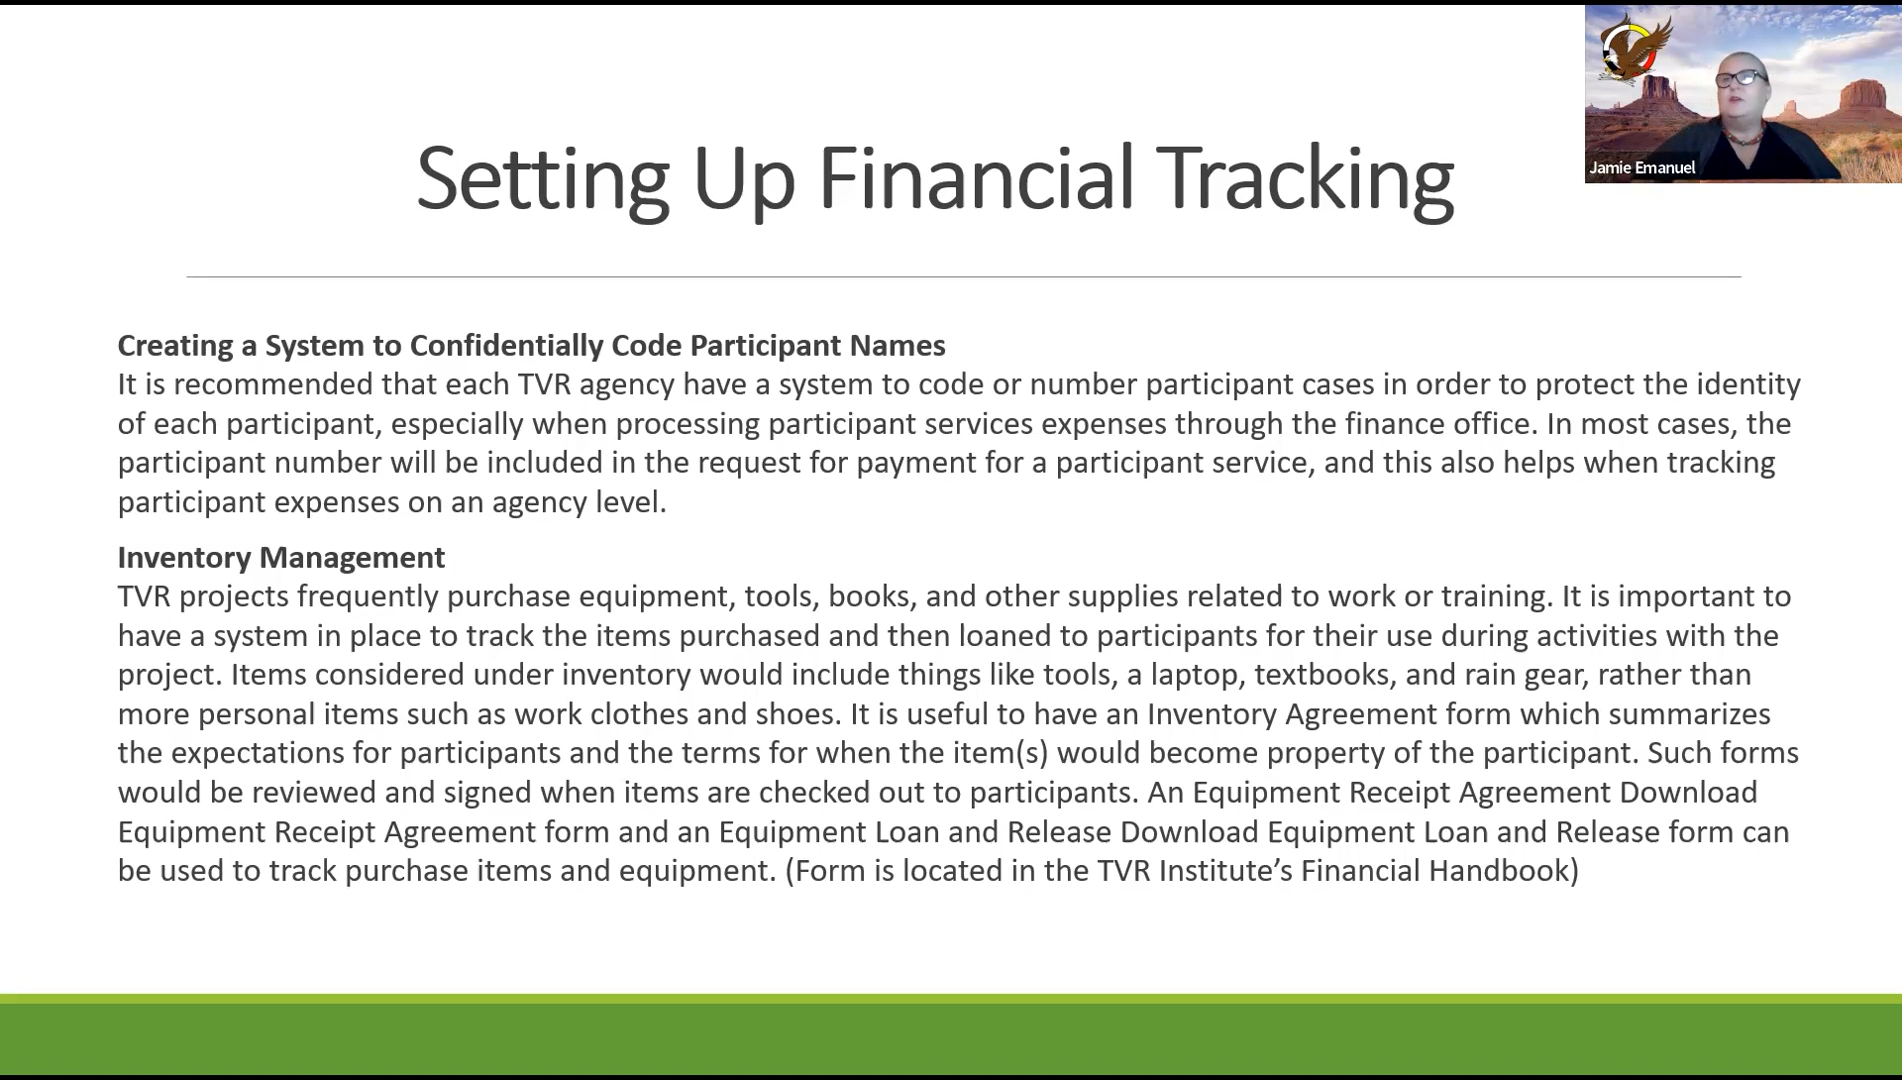 Setting Up Financial Tracking
Jamie Emanuel
Creating a System to Confidentially Code Participant Names
It is recommended that each TVR agency have a system to code or number participant cases in order to protect the identity
of each participant, especially when processing participant services expenses through the finance office. In most cases, the
participant number will be included in the request for payment for a participant service, and this also helps when tracking
participant expenses on an agency level.
Inventory Management
TVR projects frequently purchase equipment, tools, books, and other supplies related to work or training. It is important to
have a system in place to track the items purchased and then loaned to participants for their use during activities with the
project. Items considered under inventory would include things like tools, a laptop, textbooks, and rain gear, rather than
more personal items such as work clothes and shoes. It is useful to have an Inventory Agreement form which summarizes
the expectations for participants and the terms for when the item(s) would become property of the participant. Such forms
would be reviewed and signed when items are checked out to participants. An Equipment Receipt Agreement Download
Equipment Receipt Agreement form and an Equipment Loan and Release Download Equipment Loan and Release form can
be used to track purchase items and equipment. (Form is located in the TVR Institute’s Financial Handbook)